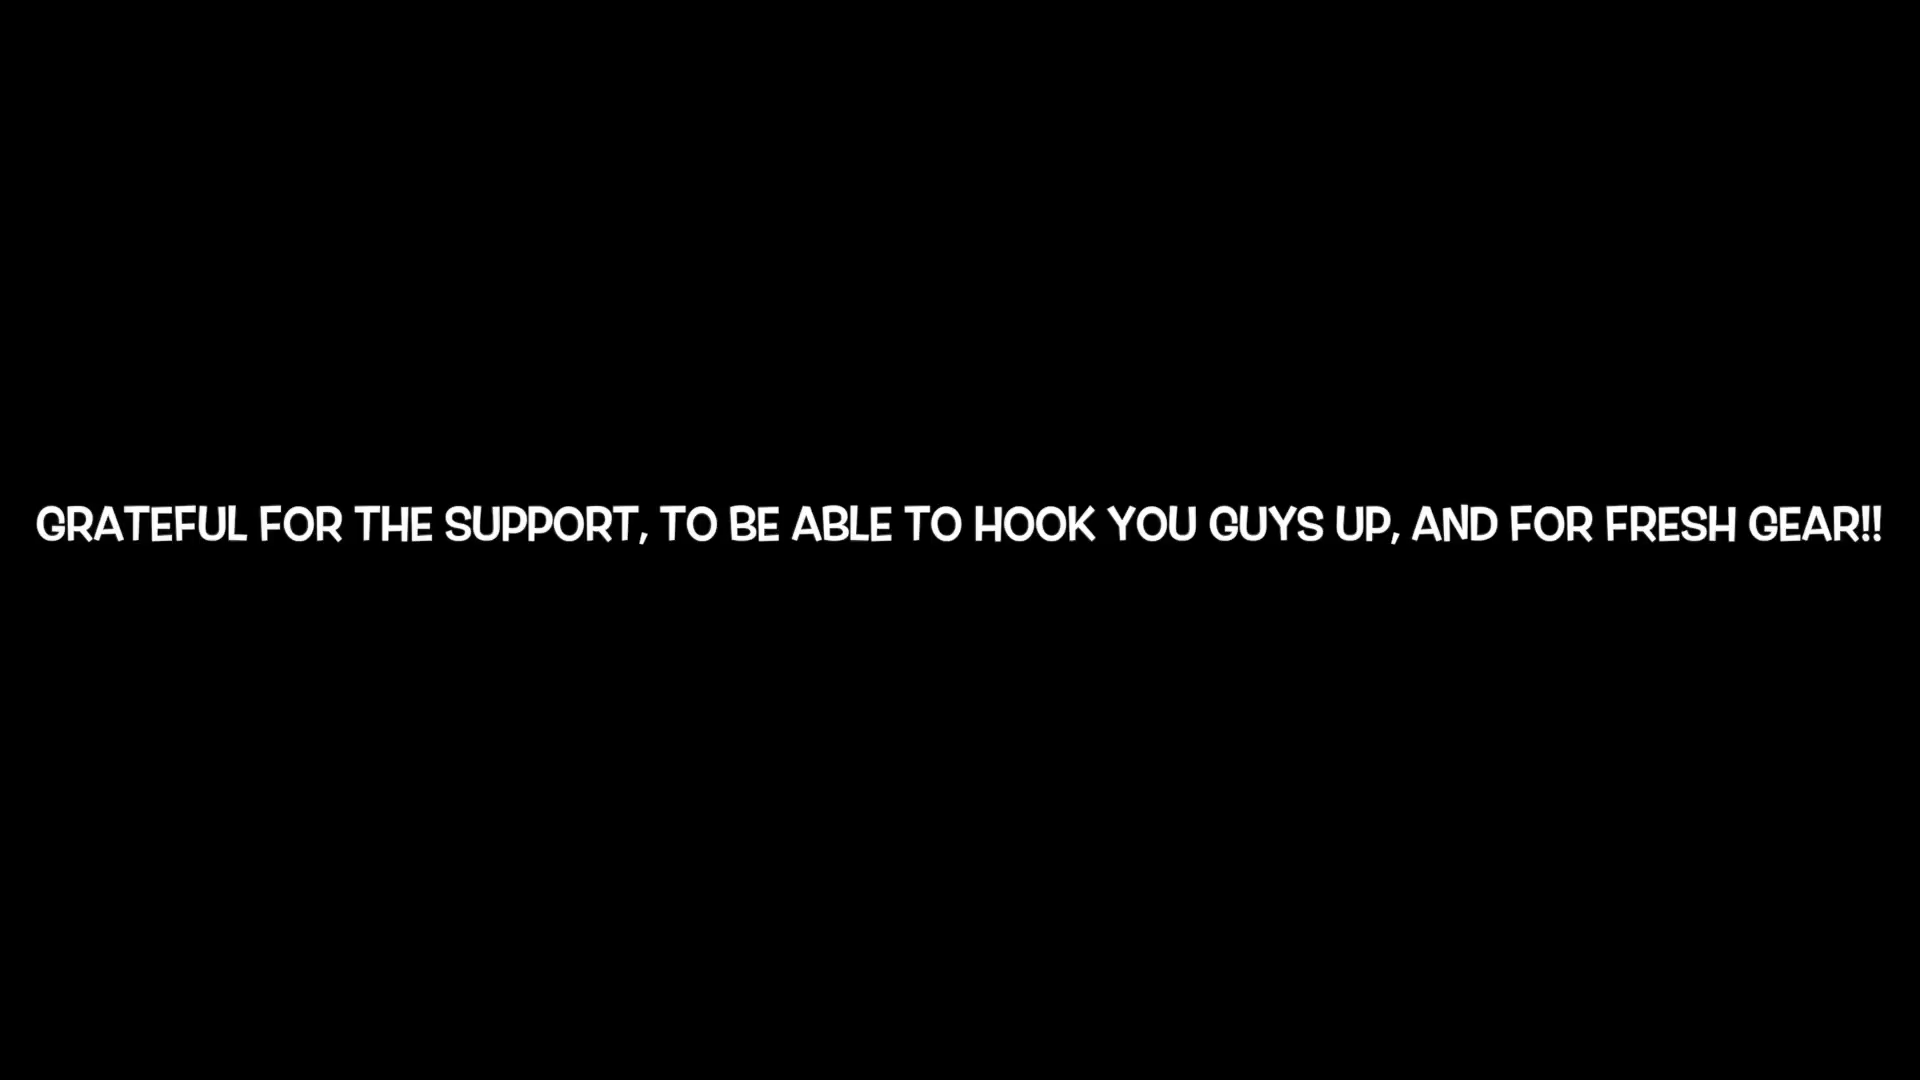 GRATEFUL FOR THE SUPPORT, TO BE ABLE TO HOOK YOU GUYS UP, AND FOR FRESH GEAR!!